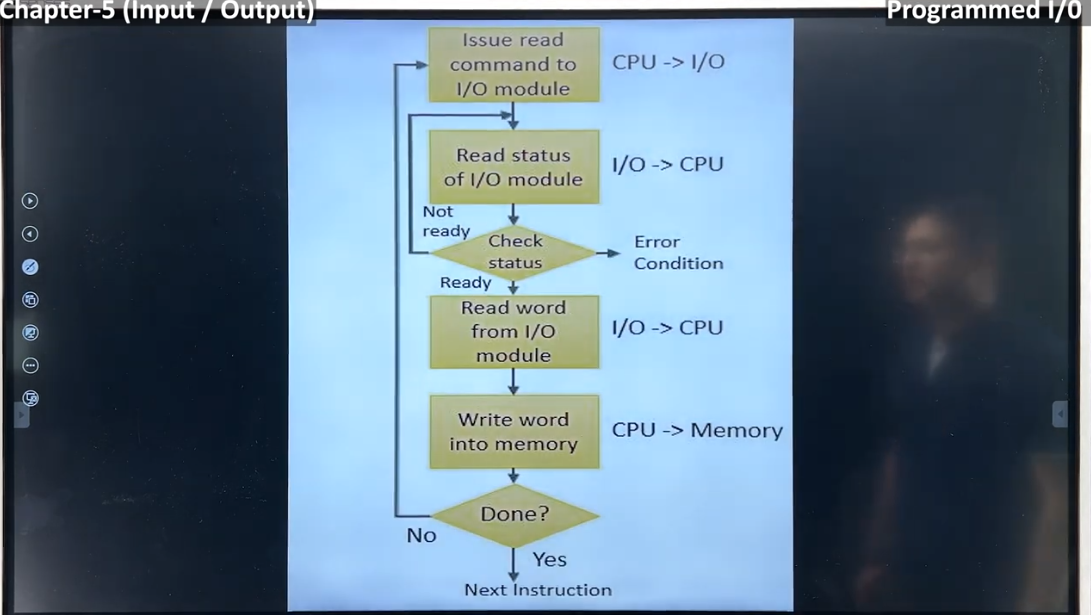 Chapter-5 (Input / Output)
Programmed I/0
Issue read
command to
I/O module
CPU -> I/O
Read status
of I/O module
I/O -> CPU
Not
ready
Check
status
Error
Condition
Ready
Read word
from I/O
module
I/O -> CPU
Write word
into memory
CPU -> Memory
Done?
No
Yes
Next Instruction